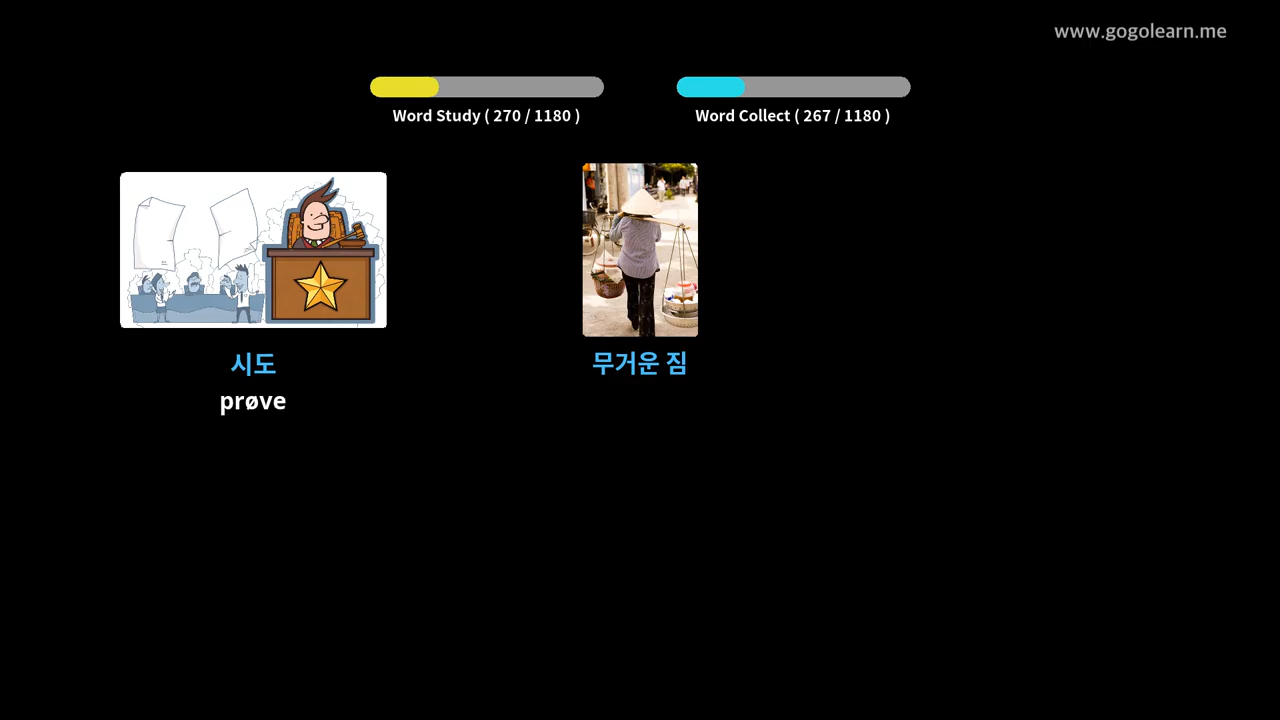 www.gogolearn.me
Word Study ( 270 / 1180 )
Word Collect ( 267 / 1180 )
시도
prøve
무거운 짐